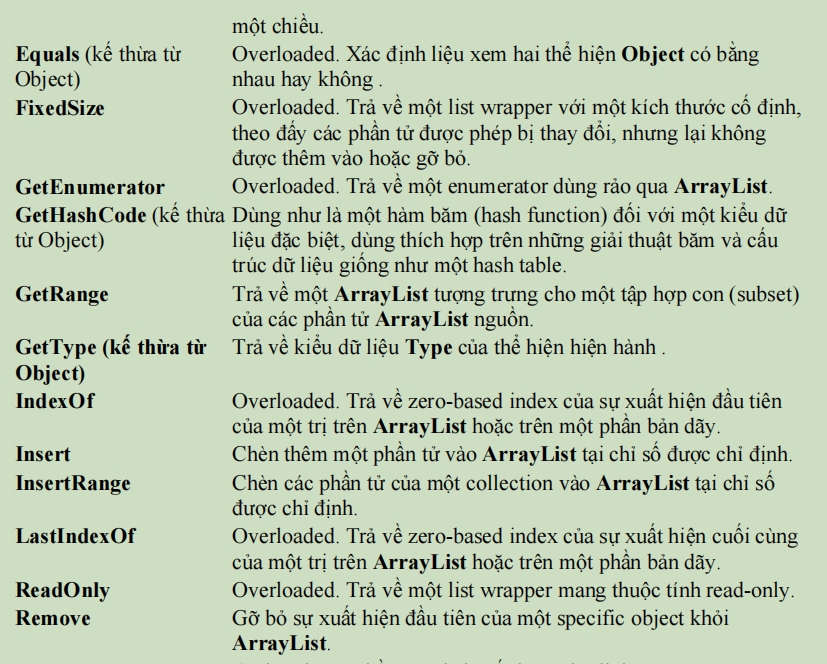 một chiều.
Equals (kế thừa từ Overloaded. Xác định liệu xem hai thể hiện Object có bằng
Object) nhau hay không .
FixedSize Overloaded. Trả về một list wrapper với một kích thước cố định,
theo đấy các phần tử được phép bị thay đổi, nhưng lại không
được thêm vào hoặc gỡ bỏ.
GetEnumerator Overloaded. Trả về một enumerator dùng rảo qua ArrayList.
GetHashCode (kế thừa Dùng như là một hàm băm (hash function) đối với một kiểu dữ
từ Object) liệu đặc biệt, dùng thích hợp trên những giải thuật băm và cấu
trúc dữ liệu giống như một hash table.
GetRange Trả về một ArrayList tượng trưng cho một tập hợp con (subset)
của các phần tử ArrayList nguồn.
GetType (kế thừa từ Trả về kiểu dữ liệu Type của thể hiện hiện hành .
Object)
IndexOf Overloaded. Trả về zero-based index của sự xuất hiện đầu tiên
của một trị trên ArrayList hoặc trên một phần bản dãy.
Insert Chèn thêm một phần tử vào ArrayList tại chỉ số được chỉ định.
InsertRange Chèn các phần tử của một collection vào ArrayList tại chỉ số
được chỉ định.
LastIndexOf Overloaded. Trả về zero-based index của sự xuất hiện cuối cùng
của một trị trên ArrayList hoặc trên một phần bản dãy.
ReadOnly Overloaded. Trả về một list wrapper mang thuộc tính read-only.
Remove Gỡ bỏ sự xuất hiện đầu tiên của một specific object khỏi
ArrayList.